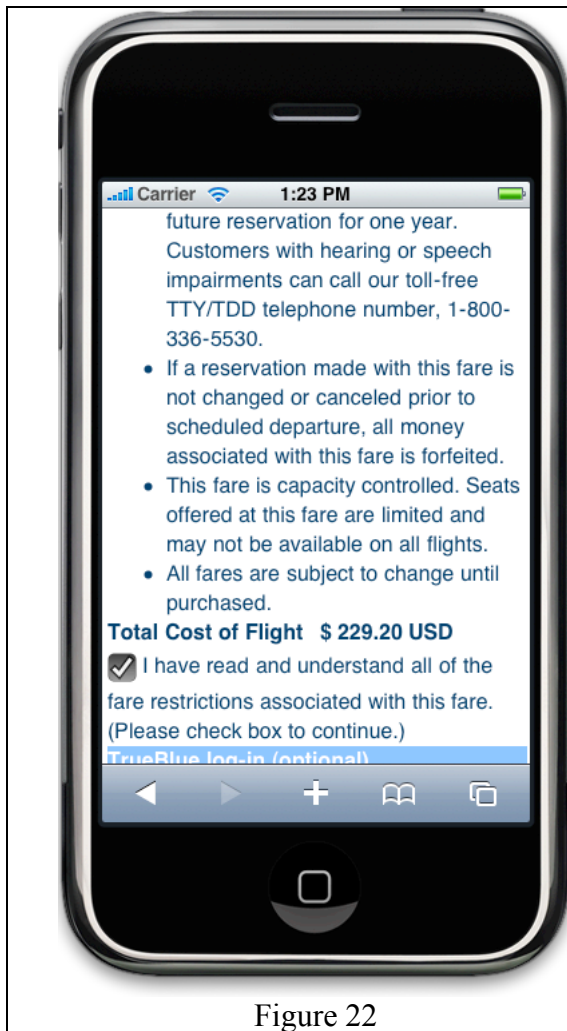 Carrier 1:23 PM
future reservation for one year.
Customers with hearing or speech
impairments can call our toll-free
TTY/TDD telephone number, 1-800-
336-5530.
• If a reservation made with this fare is
not changed or canceled prior to
scheduled departure, all money
associated with this fare is forfeited.
• This fare is capacity controlled. Seats
offered at this fare are limited and
may not be available on all flights.
• All fares are subject to change until
purchased.
Total Cost of Flight $ 229.20 USD
I have read and understand all of the
fare restrictions associated with this fare.
(Please check box to continue.)
TrueBlue log-in (optional)
Figure 22